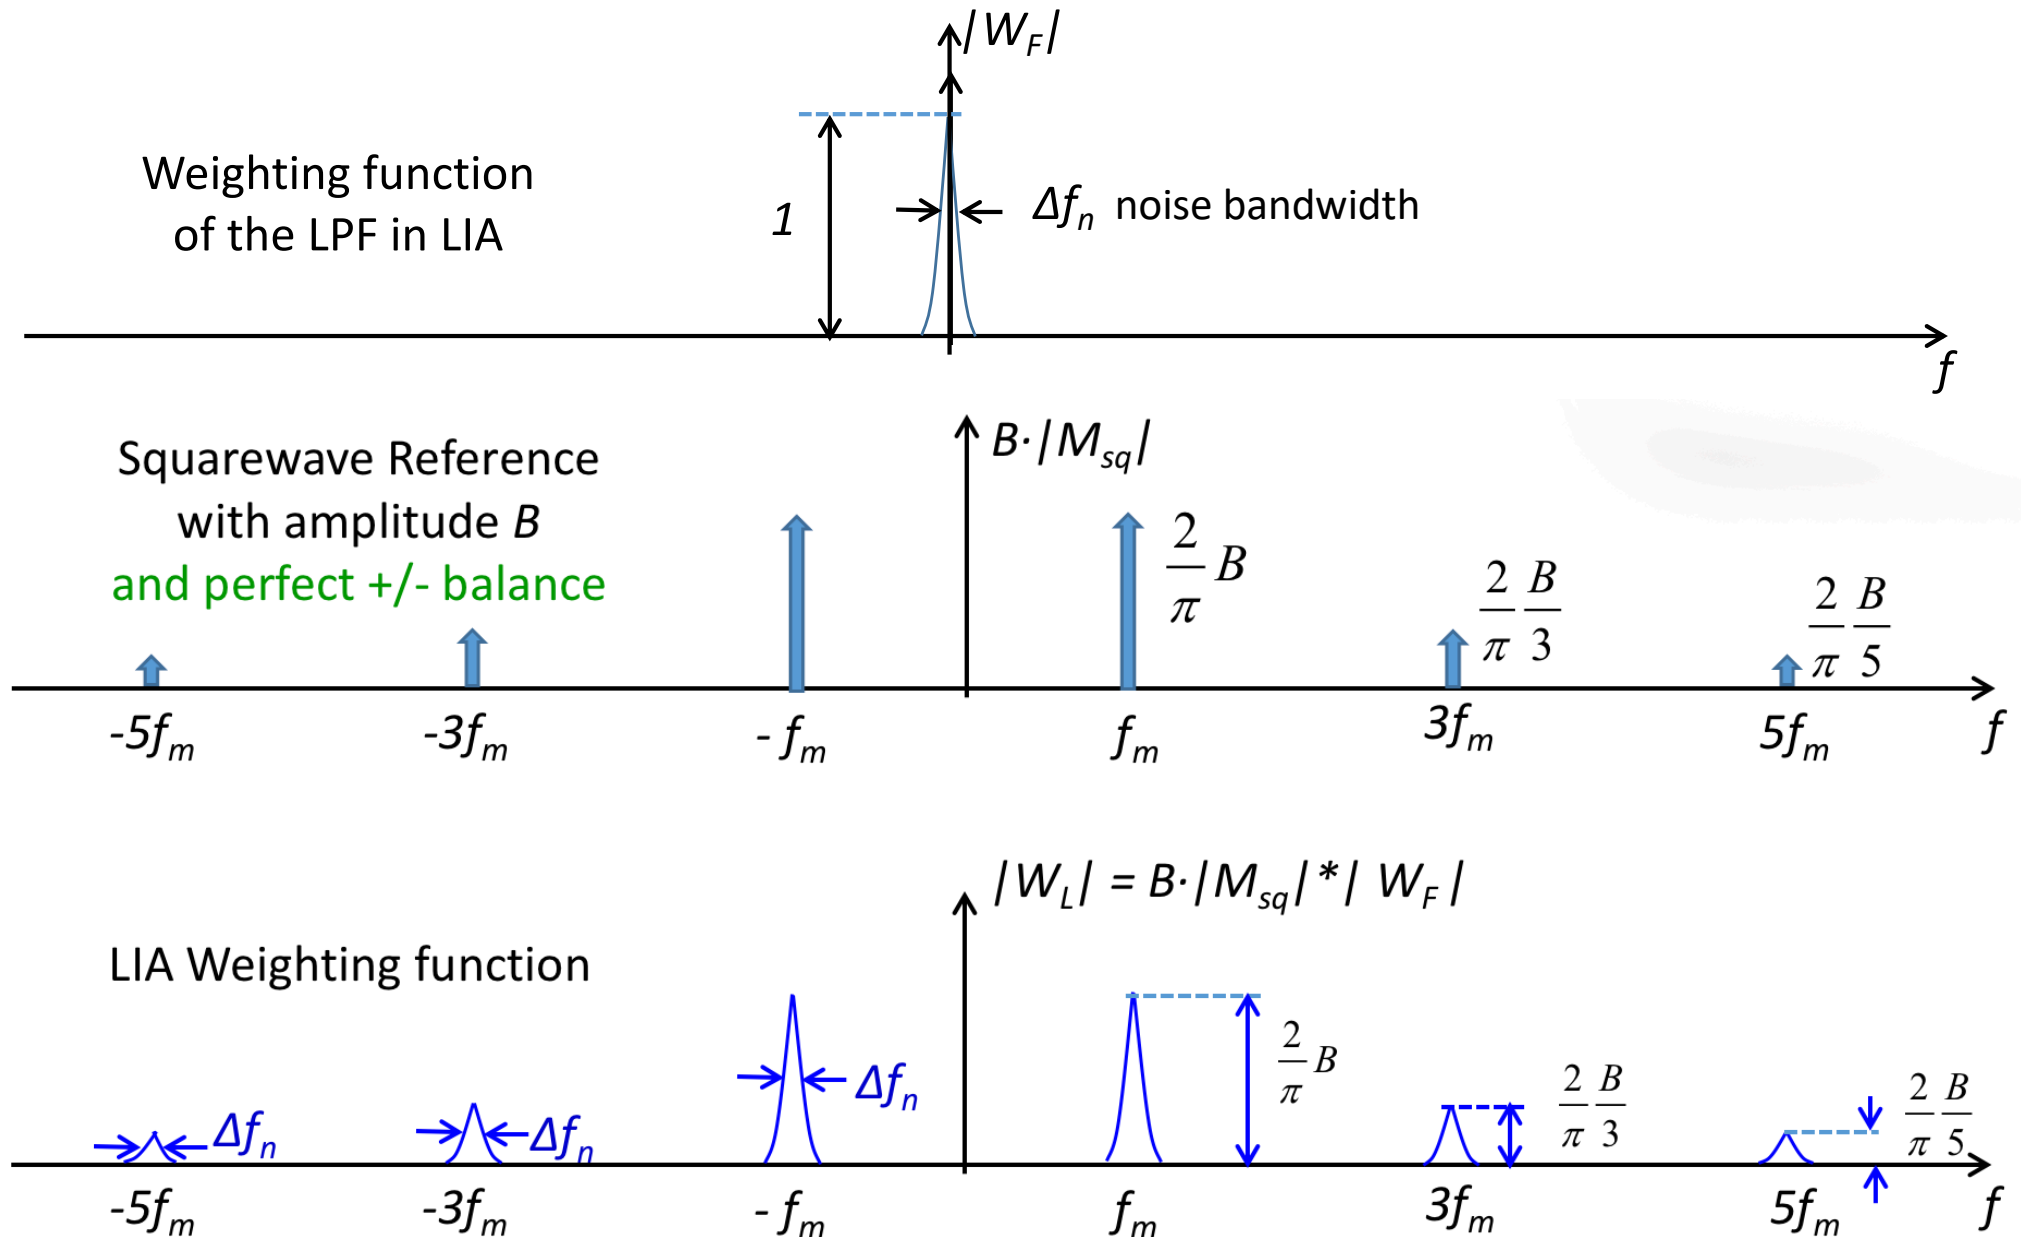 |W_F|
Weighting function
of the LPF in LIA
1
Δf_n noise bandwidth
f
B·|M_sq|
Squarewave Reference
with amplitude B
and perfect +/- balance
2/π B
2/π B/3
2/π B/5
-5f_m
-3f_m
- f_m
f_m
3f_m
5f_m
f
|W_L| = B·|M_sq|*| W_F|
LIA Weighting function
Δf_n
Δf_n
Δf_n
2/π B
2/π B/3
2/π B/5
-5f_m
-3f_m
- f_m
f_m
3f_m
5f_m
f